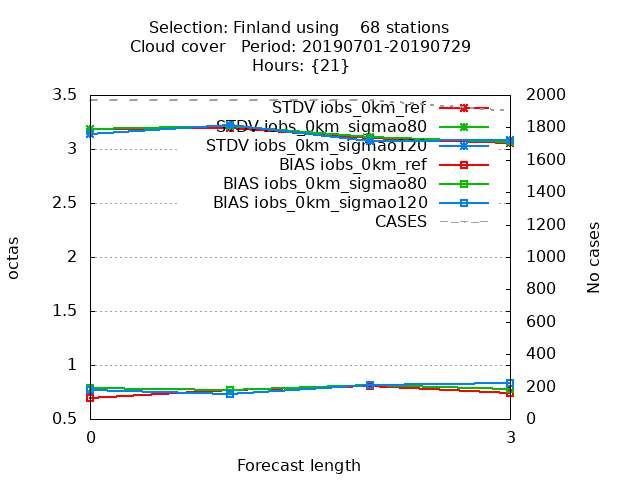 Selection: Finland using    68 stations
Cloud cover   Period: 20190701-20190729
Hours: {21}
3.5
3
2.5
2
1.5
1
0.5
octas
2000
1800
1600
1400
1200
1000
800
600
400
200
0
No cases
STDV iobs_0km_ref
STDV iobs_0km_sigmao80
STDV iobs_0km_sigmao120
BIAS iobs_0km_ref
BIAS iobs_0km_sigmao80
BIAS iobs_0km_sigmao120
CASES
0
3
Forecast length